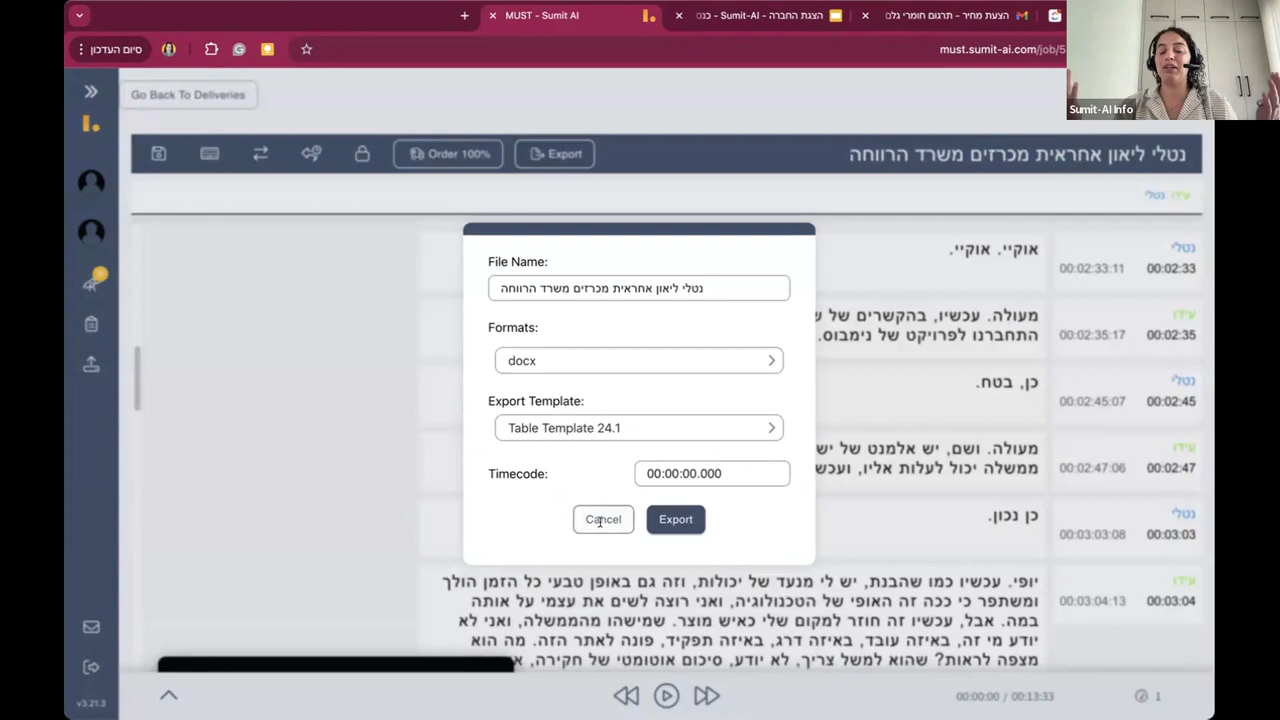 MUST - Sumit AI
הצגת החברה - Sumit-AI - כנס
הצעת מחיר - תרגום חומרי גלם
סיום העדכון
must.sumit-ai.com/job/5
Sumit-AI Info
Go Back To Deliveries
Order 100%
Export
נטלי ליאון אחראית מכרזים משרד הרווחה
עידו נטלי
נטלי
00:02:33 00:02:33:11
אוקיי. אוקיי.
עידו
00:02:35 00:02:35:17
מעולה. עכשיו, בהקשרים של
התחברנו לפרויקט של נימבוס.
נטלי
00:02:45 00:02:45:07
כן, בטח.
עידו
00:02:47 00:02:47:06
מעולה. ושם, יש אלמנט של יש
ממשלה יכול לעלות אליו,
נטלי
00:03:03 00:03:03:08
כן נכון.
עידו
00:03:04 00:03:04:13
יופי. עכשיו כמו שהבנת, יש לי מנעד של יכולות, וזה גם באופן טבעי כל הזמן הולך
ומשתפר כי ככה זה האופי של הטכנולוגיה, ואני רוצה לשים את עצמי על אותה
במה. אבל, עכשיו זה חוזר למקום שלי כאיש מוצר. שמישהו מהממשלה, ואני לא
יודע מי זה, באיזה עובד, באיזה דרג, באיזה תפקיד, פונה לאתר הזה. מה הוא
מצפה לראות? שהוא למשל צריך, לא יודע, סיכום אוטומטי של חקירה,
File Name:
נטלי ליאון אחראית מכרזים משרד הרווחה
Formats:
docx
Export Template:
Table Template 24.1
Timecode:
00:00:00.000
Cancel
Export
v3.21.3
00:00:00 / 00:13:33
1